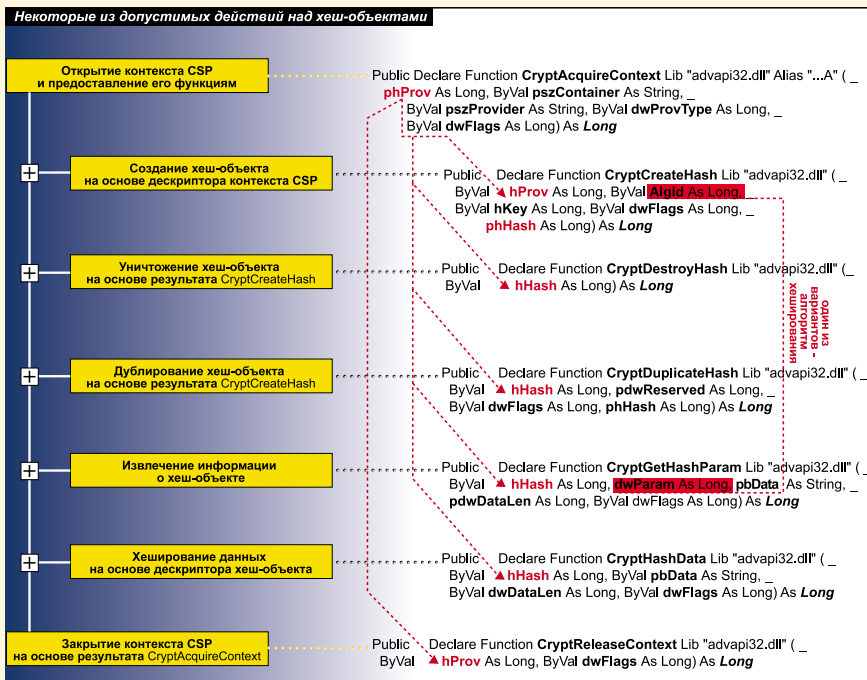 Некоторые из допустимых действий над хеш-объектами
Открытие контекста CSP
и предоставление его функциям
Public Declare Function CryptAcquireContext Lib "advapi32.dll" Alias "...A" ( _
phProv As Long, ByVal pszContainer As String, _
ByVal pszProvider As String, ByVal dwProvType As Long, _
ByVal dwFlags As Long) As Long
Создание хеш-объекта
на основе дескриптора контекста CSP
Public Declare Function CryptCreateHash Lib "advapi32.dll" ( _
ByVal hProv As Long, ByVal Algid As Long, _
ByVal hKey As Long, ByVal dwFlags As Long, _
phHash As Long) As Long
Уничтожение хеш-объекта
на основе результата CryptCreateHash
Public Declare Function CryptDestroyHash Lib "advapi32.dll" ( _
ByVal hHash As Long) As Long
один из
вариантов -
алгоритм
хеширования
Дублирование хеш-объекта
на основе результата CryptCreateHash
Public Declare Function CryptDuplicateHash Lib "advapi32.dll" ( _
ByVal hHash As Long, pdwReserved As Long, _
ByVal dwFlags As Long, phHash As Long) As Long
Извлечение информации
о хеш-объекте
Public Declare Function CryptGetHashParam Lib "advapi32.dll" ( _
ByVal hHash As Long, dwParam As Long, pbData As String, _
pdwDataLen As Long, ByVal dwFlags As Long) As Long
Хеширование данных
на основе дескриптора хеш-объекта
Public Declare Function CryptHashData Lib "advapi32.dll" ( _
ByVal hHash As Long, ByVal pbData As String, _
ByVal dwDataLen As Long, ByVal dwFlags As Long) As Long
Закрытие контекста CSP
на основе результата CryptAcquireContext
Public Declare Function CryptReleaseContext Lib "advapi32.dll" ( _
ByVal hProv As Long, ByVal dwFlags As Long) As Long